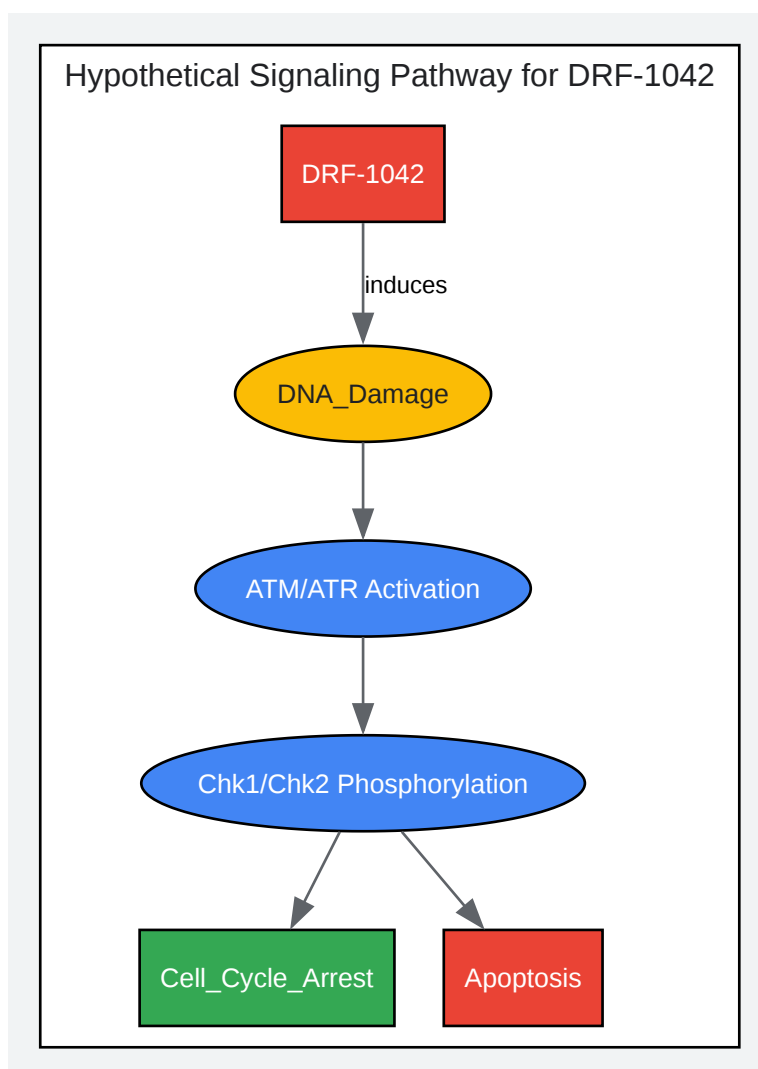 Hypothetical Signaling Pathway for DRF-1042
DRF-1042
induces
DNA_Damage
ATM/ATR Activation
Chk1/Chk2 Phosphorylation
Cell_Cycle_Arrest
Apoptosis